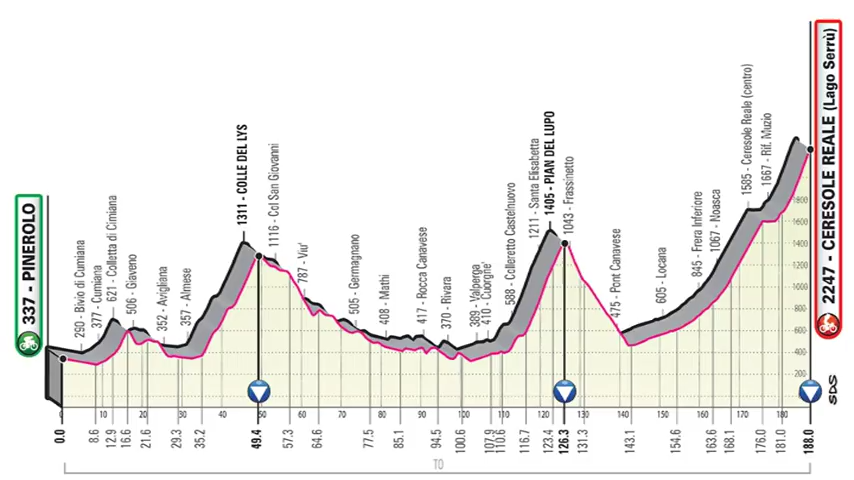 337 - PINEROLO
290 - Bivio di Cumiana
377 - Cumiana
621 - Colletta di Cimiana
506 - Giaveno
352 - Avigliana
357 - Almese
1311 - COLLE DEL LYS
1116 - Col San Giovanni
787 - Viu'
505 - Germagnano
408 - Mathi
417 - Rocca Canavese
370 - Rivara
389 - Valperga
410 - Cuorgne'
588 - Colleretto Castelnuovo
1211 - Santa Elisabetta
1405 - PIAN DEL LUPO
1043 - Frassinetto
475 - Pont Canavese
605 - Locana
845 - Frera Inferiore
1067 - Noasca
1585 - Ceresole Reale (centro)
1667 - Rif. Muzio
2247 - CERESOLE REALE (Lago Serrù)
1800
1600
1400
1200
1000
800
600
400
200
SDS
0 10 20 30 40 50 60 70 80 90 100 110 120 130 140 150 160 170 180
0.0 8.6 12.9 16.3 21.6 29.3 35.2 49.4 57.3 64.6 77.5 85.1 94.5 100.6 107.3 110.6 116.7 123.4 126.3 131.3 143.1 154.6 163.6 168.1 176.0 181.0 188.0
TO